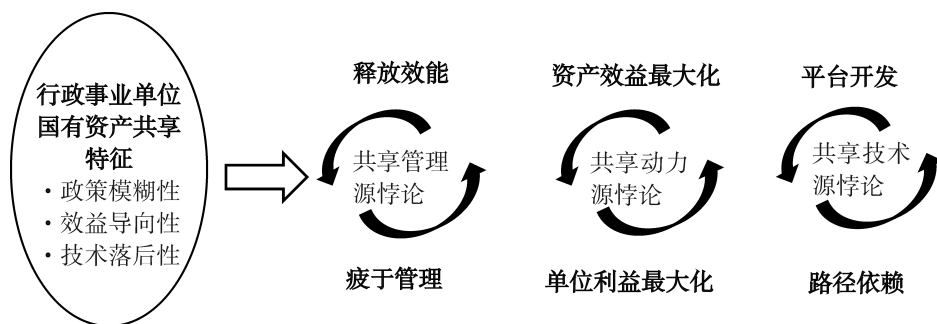 行政事业单位
国有资产共享
特征
·政策模糊性
·效益导向性
·技术落后性
释放效能
共享管理
源悖论
疲于管理
资产效益最大化
共享动力
源悖论
单位利益最大化
平台开发
共享技术
源悖论
路径依赖